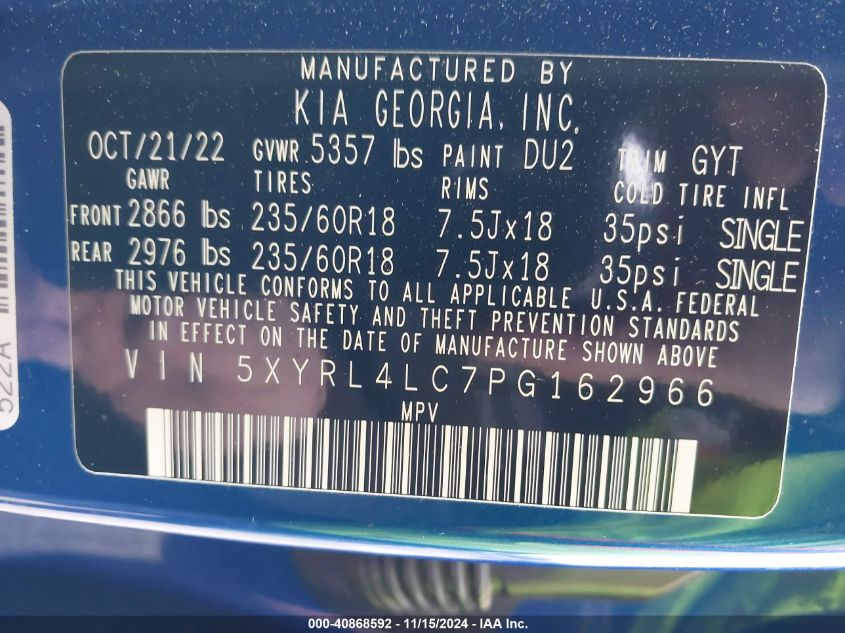 MANUFACTURED BY
KIA GEORGIA, INC.
OCT/21/22 GVWR 5357 lbs PAINT DU2 TRIM GYT
GAWR TIRES RIMS COLD TIRE INFL
FRONT 2866 lbs 235/60R18 7.5Jx18 35psi SINGLE
REAR 2976 lbs 235/60R18 7.5Jx18 35psi SINGLE
THIS VEHICLE CONFORMS TO ALL APPLICABLE U.S.A. FEDERAL
MOTOR VEHICLE SAFETY AND THEFT PREVENTION STANDARDS
IN EFFECT ON THE DATE OF MANUFACTURE SHOWN ABOVE
VIN 5XYRL4LC7PG162966
MPV
522A
000-40868592 - 11/15/2024 - IAA Inc.